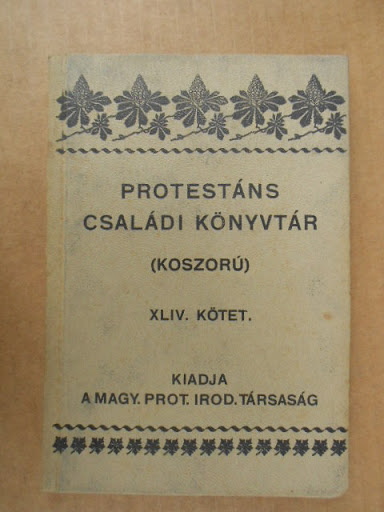 PROTESTÁNS
CSALÁDI KÖNYVTÁR
(KOSZORÚ)
XLIV. KÖTET.
KIADJA
A MAGY. PROT. IROD. TÁRSASÁG